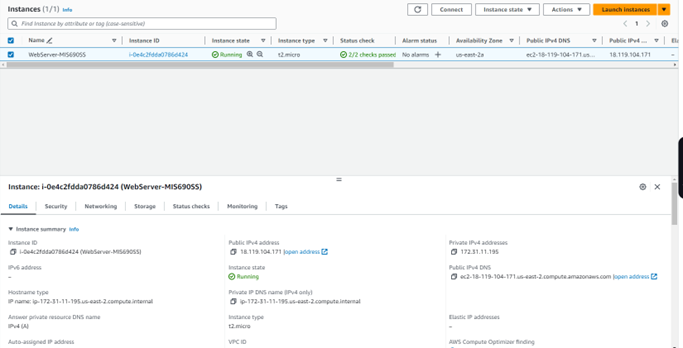 Instances (1/1) Info
Connect Instance state Actions Launch instances
Find Instance by attribute or tag (case-sensitive)
1
Name Instance ID Instance state Instance type Status check Alarm status Availability Zone Public IPv4 DNS Public IPv4 ... Ela
WebServer-MIS690SS i-0e4c2fdda0786d424 Running t2.micro 2/2 checks passed No alarms + us-east-2a ec2-18-119-104-171.us... 18.119.104.171 –
Instance: i-0e4c2fdda0786d424 (WebServer-MIS690SS)
Details Security Networking Storage Status checks Monitoring Tags
Instance summary Info
Instance ID Public IPv4 address Private IPv4 addresses
i-0e4c2fdda0786d424 (WebServer-MIS690SS) 18.119.104.171 |open address 172.31.11.195
IPv6 address Instance state Public IPv4 DNS
– Running ec2-18-119-104-171.us-east-2.compute.amazonaws.com |open address
Hostname type Private IP DNS name (IPv4 only)
IP name: ip-172-31-11-195.us-east-2.compute.internal ip-172-31-11-195.us-east-2.compute.internal
Answer private resource DNS name Instance type Elastic IP addresses
IPv4 (A) t2.micro –
Auto-assigned IP address VPC ID AWS Compute Optimizer finding